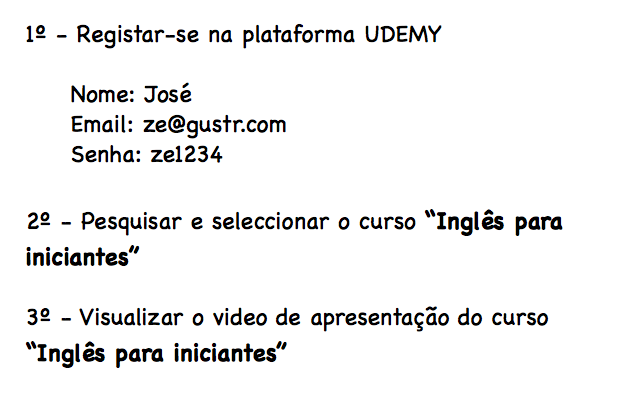 1º - Registar-se na plataforma UDEMY
Nome: José
Email: ze@gustr.com
Senha: ze1234
2º - Pesquisar e seleccionar o curso “Inglês para
iniciantes”
3º - Visualizar o video de apresentação do curso
“Inglês para iniciantes”